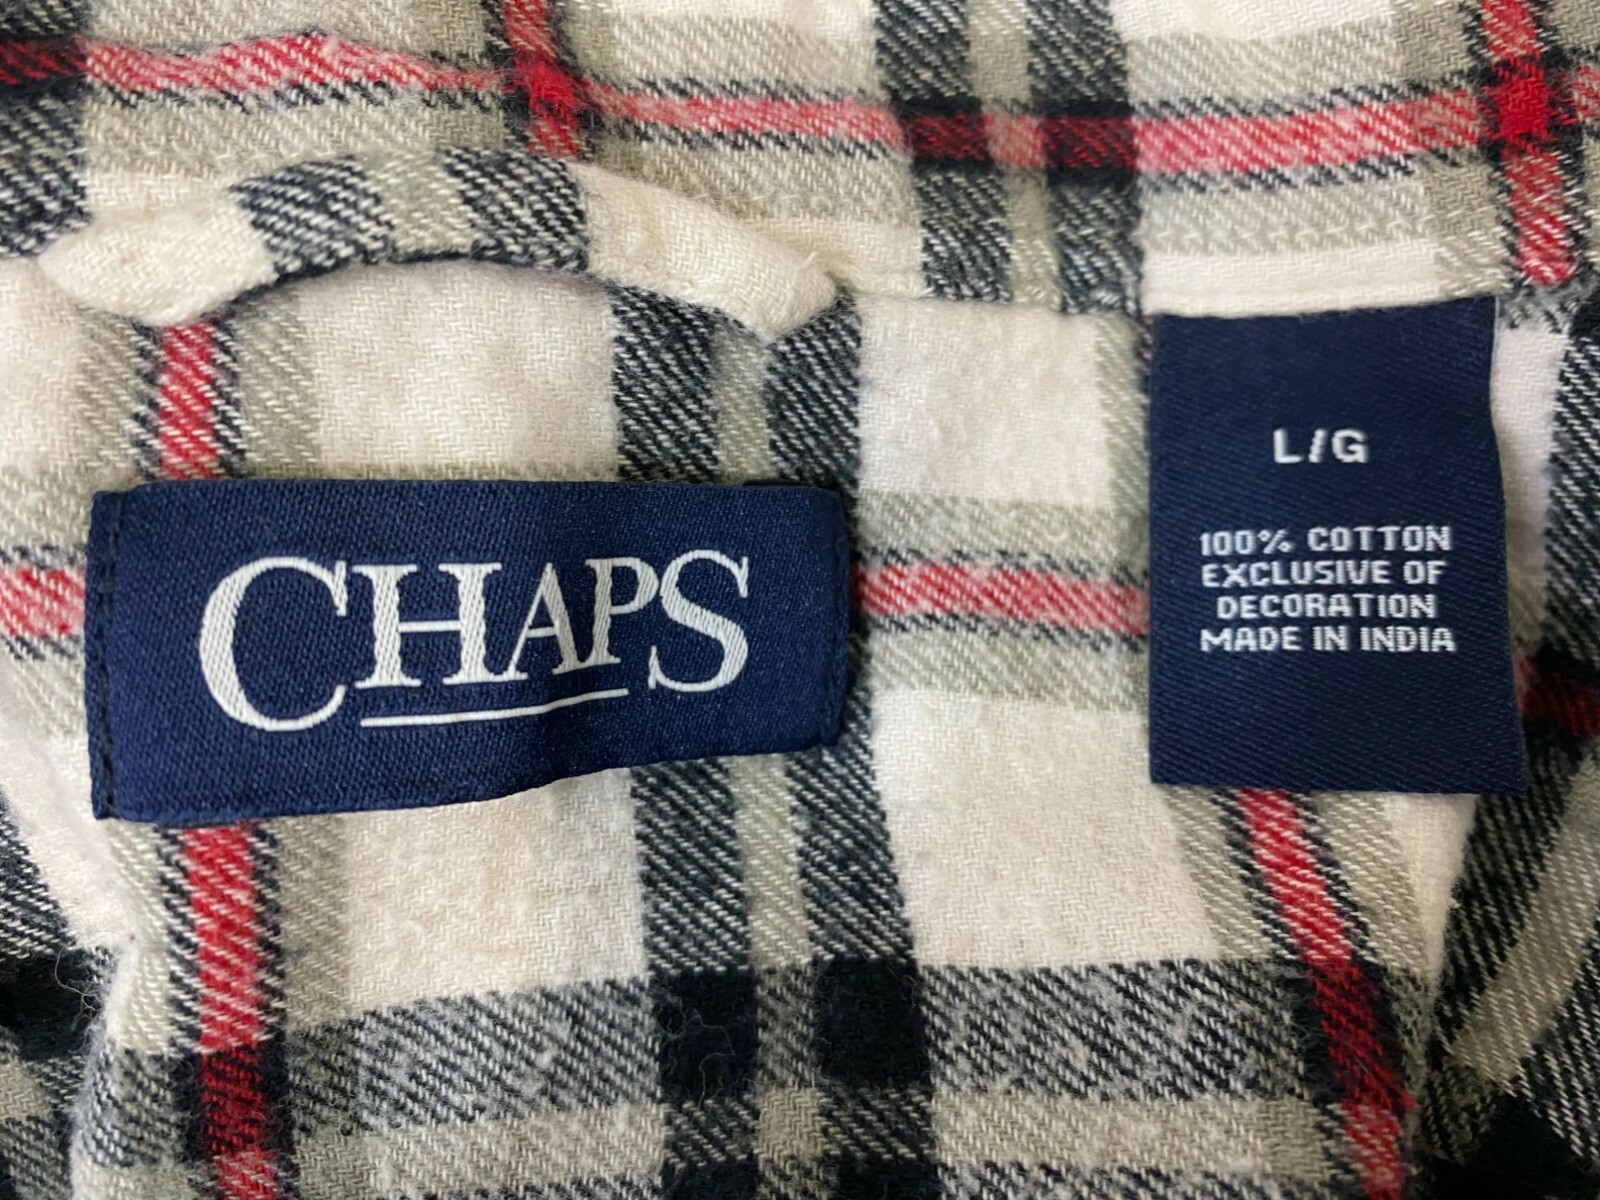 CHAPS
L/G
100% COTTON
EXCLUSIVE OF
DECORATION
MADE IN INDIA